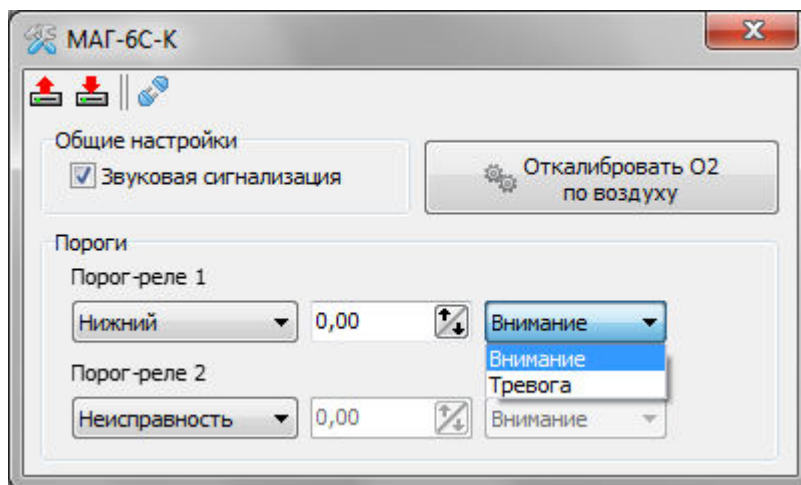 МАГ-6С-К
Общие настройки
Звуковая сигнализация
Откалибровать О2
по воздуху
Пороги
Порог-реле 1
Нижний 0,00 Внимание
Внимание
Тревога
Порог-реле 2
Неисправность 0,00 Внимание